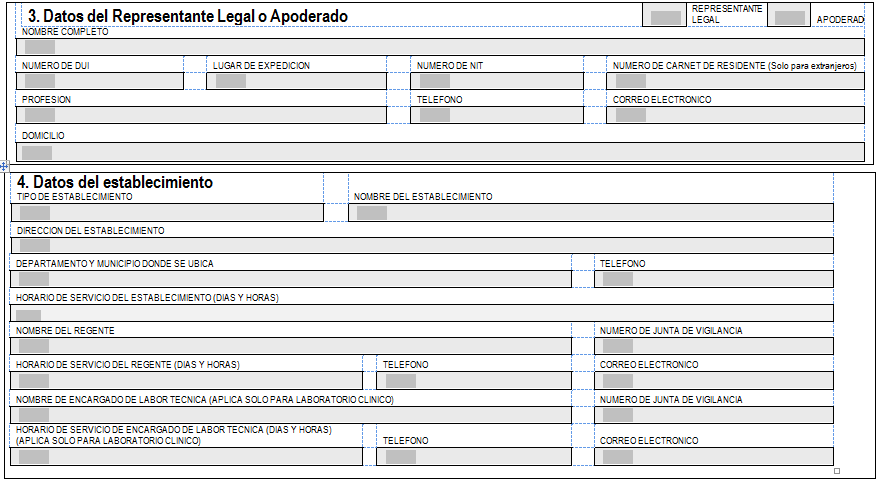 3. Datos del Representante Legal o Apoderado
REPRESENTANTE
LEGAL
APODERAD
NOMBRE COMPLETO
NUMERO DE DUI
LUGAR DE EXPEDICION
NUMERO DE NIT
NUMERO DE CARNET DE RESIDENTE (Solo para extranjeros)
PROFESION
TELEFONO
CORREO ELECTRONICO
DOMICILIO
4. Datos del establecimiento
TIPO DE ESTABLECIMIENTO
NOMBRE DEL ESTABLECIMIENTO
DIRECCION DEL ESTABLECIMIENTO
DEPARTAMENTO Y MUNICIPIO DONDE SE UBICA
TELEFONO
HORARIO DE SERVICIO DEL ESTABLECIMIENTO (DIAS Y HORAS)
NOMBRE DEL REGENTE
NUMERO DE JUNTA DE VIGILANCIA
HORARIO DE SERVICIO DEL REGENTE (DIAS Y HORAS)
TELEFONO
CORREO ELECTRONICO
NOMBRE DE ENCARGADO DE LABOR TECNICA (APLICA SOLO PARA LABORATORIO CLINICO)
NUMERO DE JUNTA DE VIGILANCIA
HORARIO DE SERVICIO DE ENCARGADO DE LABOR TECNICA (DIAS Y HORAS)
(APLICA SOLO PARA LABORATORIO CLINICO)
TELEFONO
CORREO ELECTRONICO